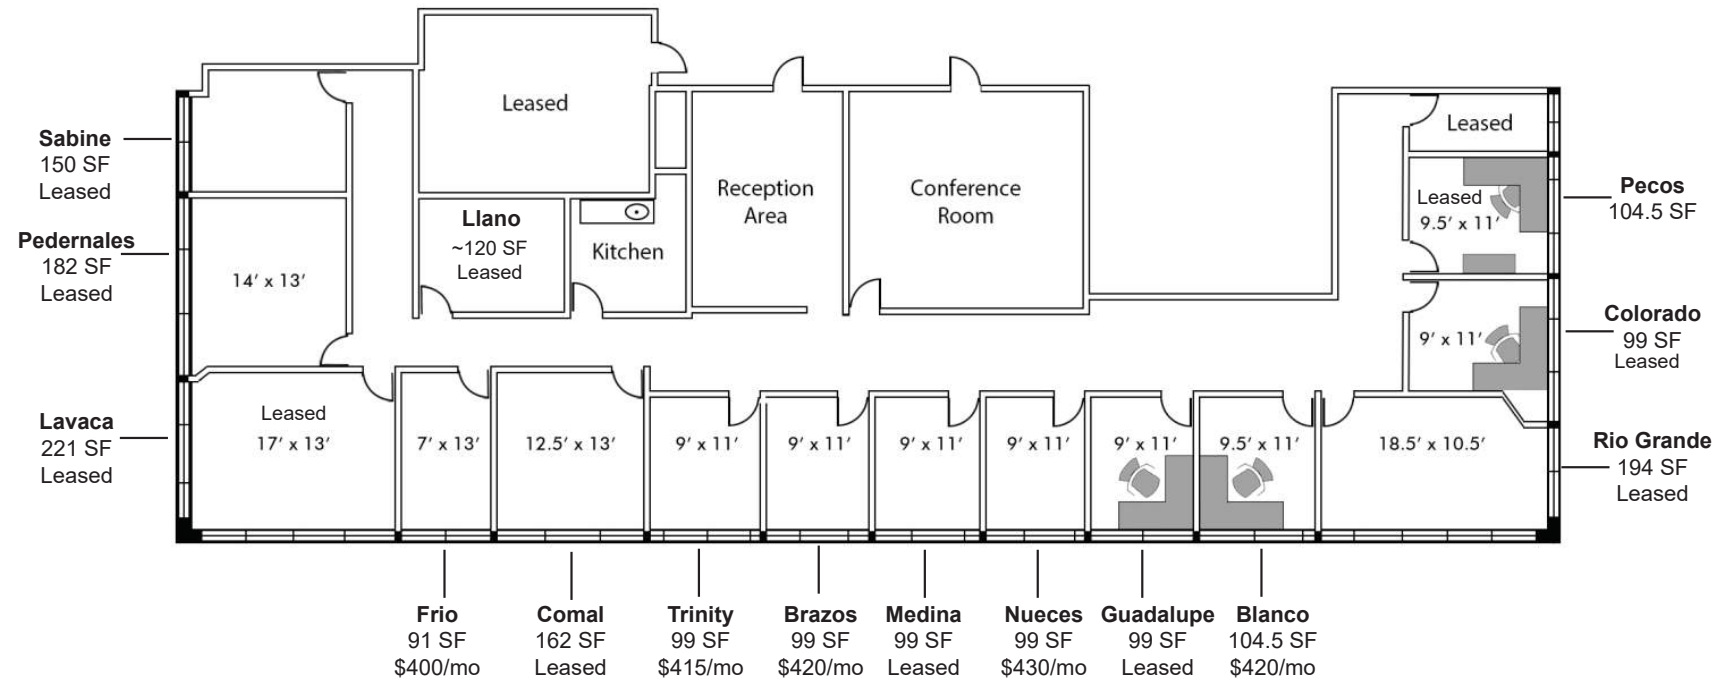 Leased
Sabine
150 SF
Leased
Pedernales
182 SF
Leased
14’ x 13’
Llano
~120 SF
Leased
Kitchen
Reception
Area
Conference
Room
Leased
Leased
9.5’ x 11’
Pecos
104.5 SF
9’ x 11’
Colorado
99 SF
Leased
Lavaca
221 SF
Leased
Leased
17’ x 13’
7’ x 13’
12.5’ x 13’
9’ x 11’
9’ x 11’
9’ x 11’
9’ x 11’
9’ x 11’
9.5’ x 11’
18.5’ x 10.5’
Rio Grande
194 SF
Leased
Frio
91 SF
$400/mo
Comal
162 SF
Leased
Trinity
99 SF
$415/mo
Brazos
99 SF
$420/mo
Medina
99 SF
Leased
Nueces
99 SF
$430/mo
Guadalupe
99 SF
Leased
Blanco
104.5 SF
$420/mo